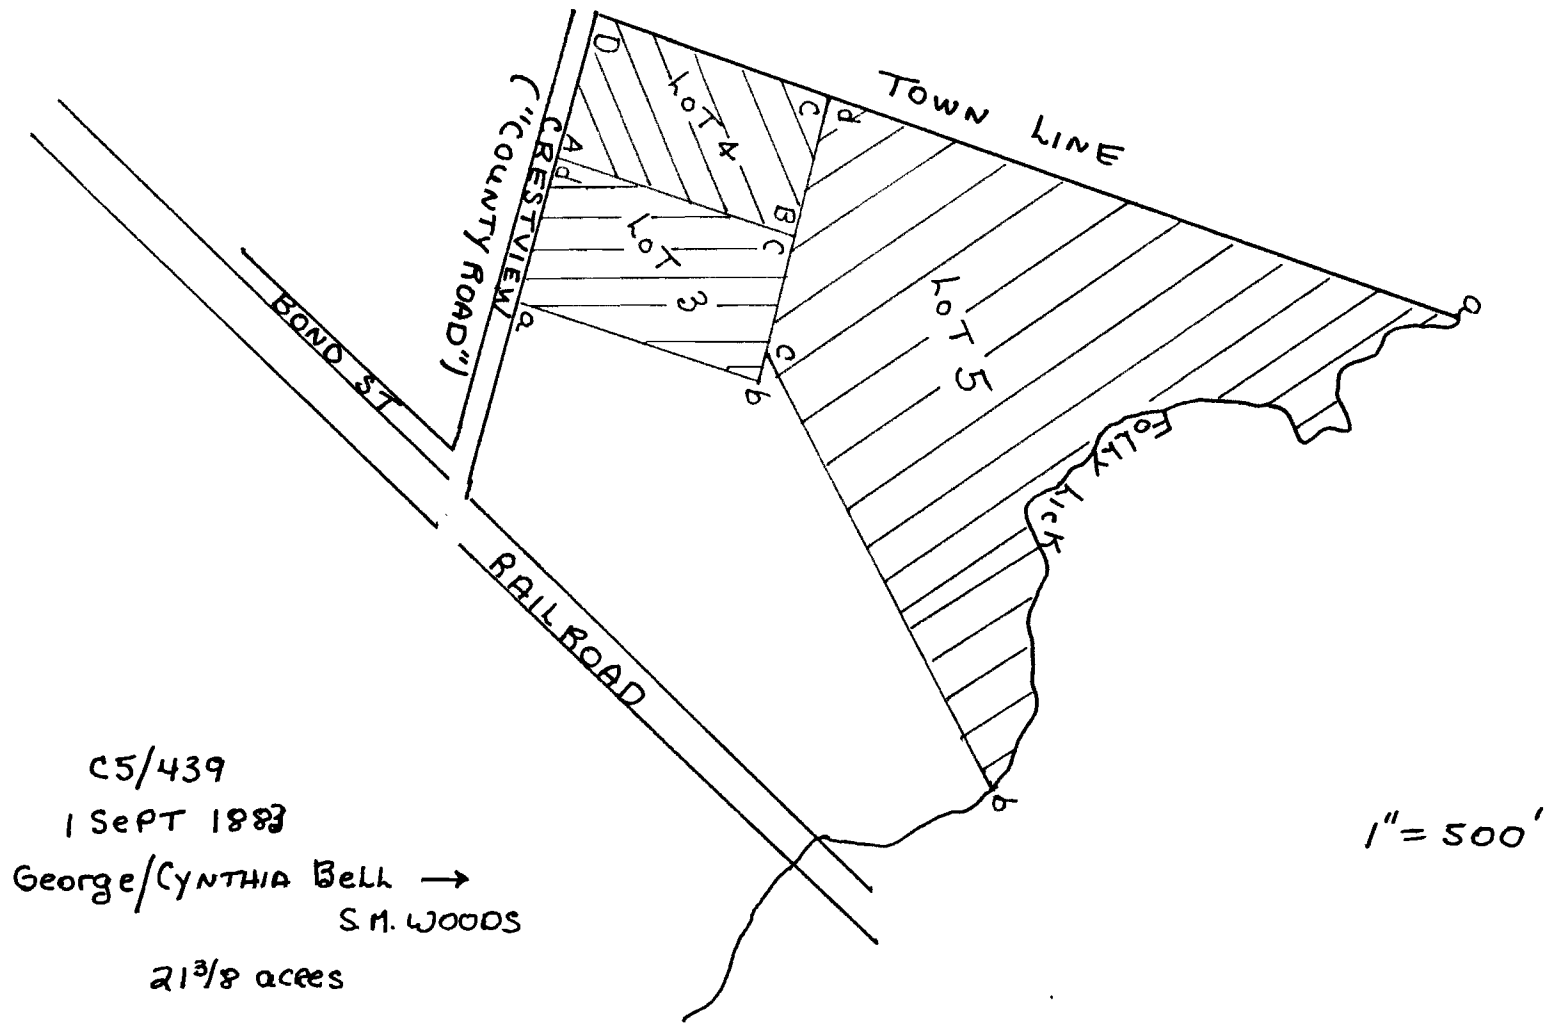 TOWN LINE
CRESTVIEW
("COUNTY ROAD")
LOT 4
D
C
d
A
B
LOT 3
d
C
a
b
LOT 5
C
a
b
FOLLY LICK
BOND ST
RAILROAD
C5/439
1 SEPT 1883
George/CYNTHIA BELL →
S.M. WOODS
21 3/8 acres
1" = 500'